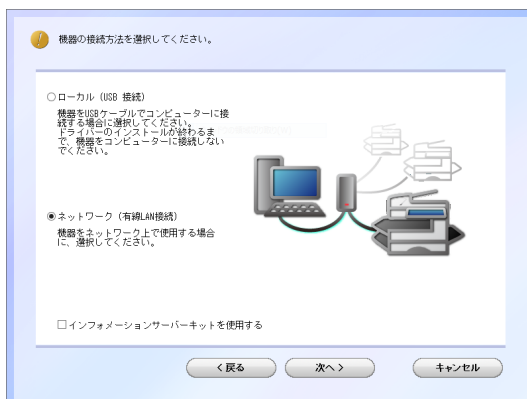 機器の接続方法を選択してください。
ローカル (USB 接続)
機器をUSBケーブルでコンピューターに接
続する場合に選択してください。
ドライバーのインストールが終わるま
で、機器をコンピューターに接続しない
でください。
ネットワーク (有線LAN接続)
機器をネットワーク上で使用する場合
に、選択してください。
インフォメーションサーバーキットを使用する
< 戻る
次へ >
キャンセル